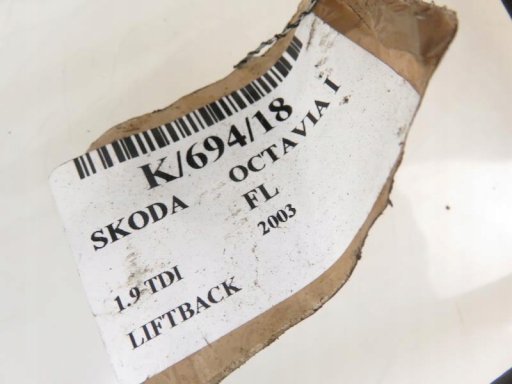 K/694/18
SKODA OCTAVIA I
FL
2003
1.9 TDI
LIFTBACK